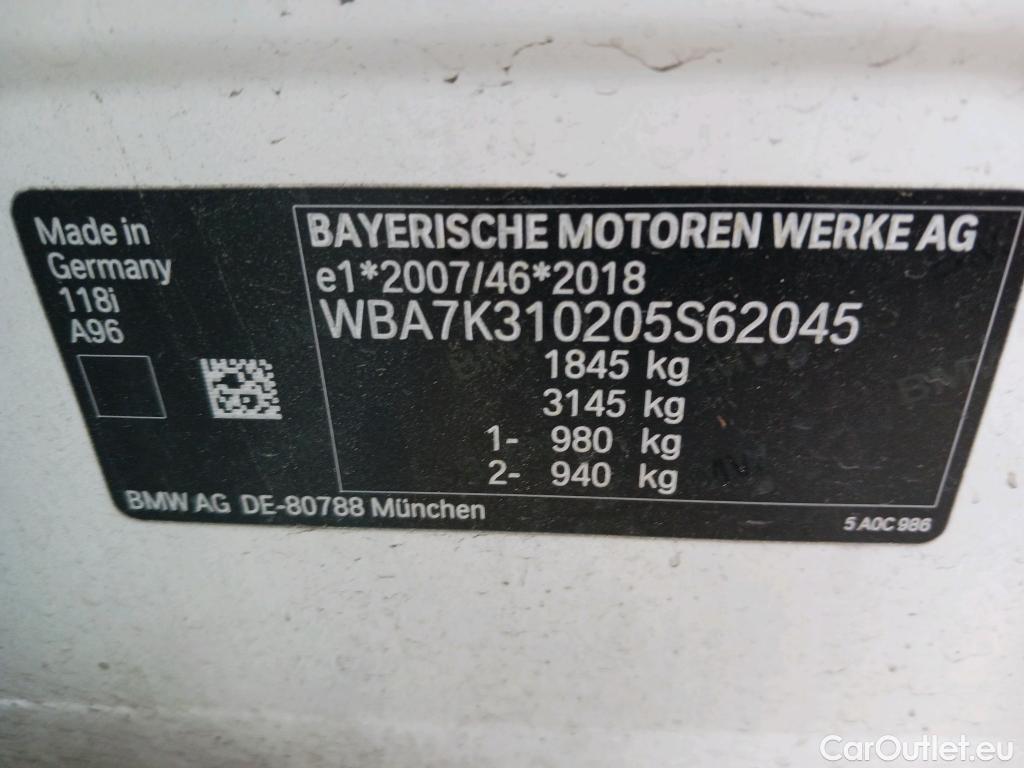 Made in
Germany
118i
A96
BAYERISCHE MOTOREN WERKE AG
e1*2007/46*2018
WBA7K310205S62045
1845 kg
3145 kg
1- 980 kg
2- 940 kg
BMW AG DE-80788 München
5 A0C 986
CarOutlet.eu